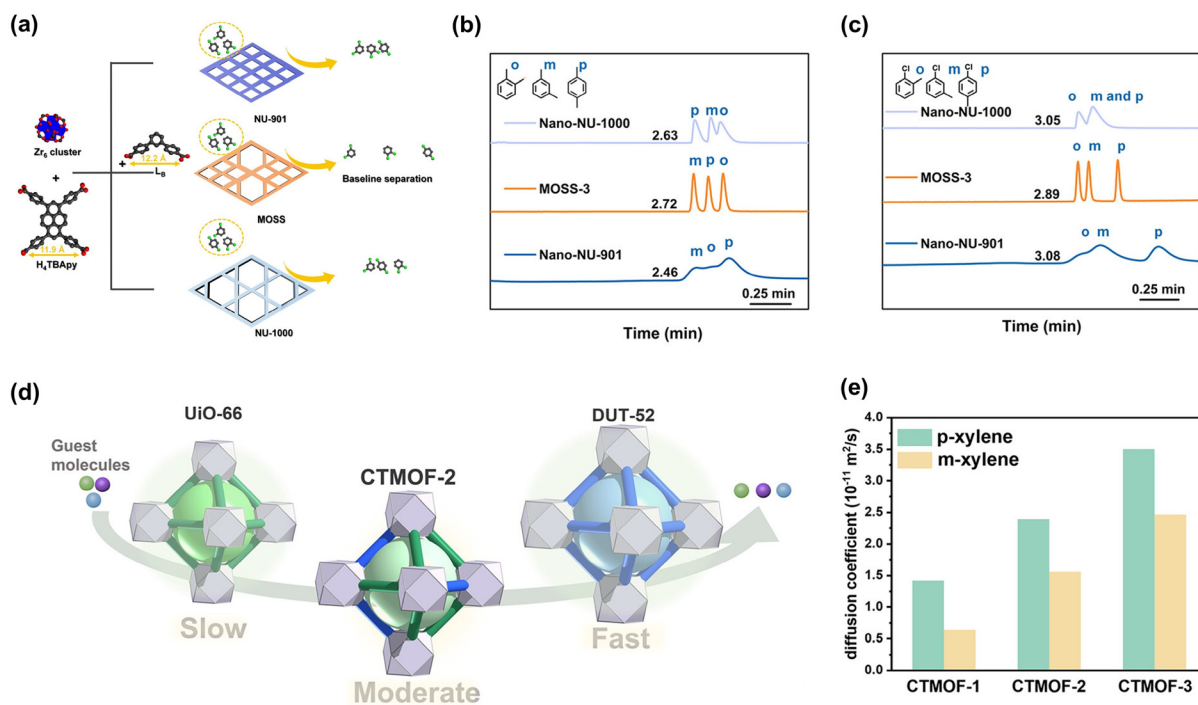 (a)
Zr6 cluster
+
H4TBApy
11.9 Å
+
12.2 Å
LB
NU-901
MOSS
Baseline separation
NU-1000
(b)
o m p
p m o
Nano-NU-1000
2.63
m p o
MOSS-3
2.72
m o p
Nano-NU-901
2.46
0.25 min
Time (min)
(c)
Cl Cl Cl
o m p
o m and p
Nano-NU-1000
3.05
o m p
MOSS-3
2.89
o m p
Nano-NU-901
3.08
0.25 min
Time (min)
(d)
UiO-66
DUT-52
Guest
molecules
CTMOF-2
Slow
Fast
Moderate
(e)
diffusion coefficient (10⁻¹¹ m²/s)
4.0
3.5
3.0
2.5
2.0
1.5
1.0
0.5
0.0
p-xylene
m-xylene
CTMOF-1 CTMOF-2 CTMOF-3